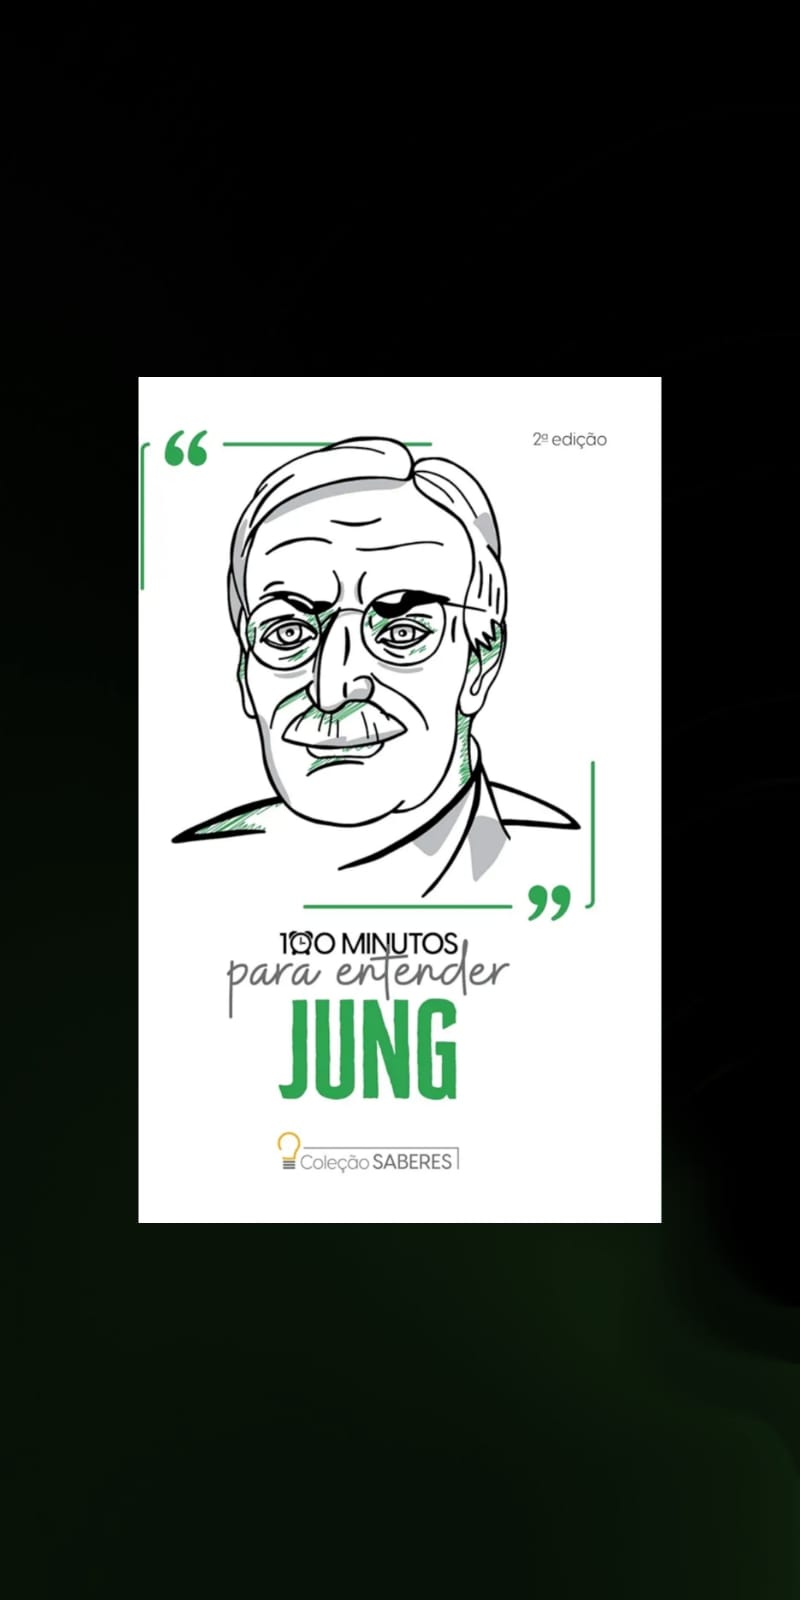 2ª edição
“
”
100 MINUTOS
para entender
JUNG
Coleção SABERES